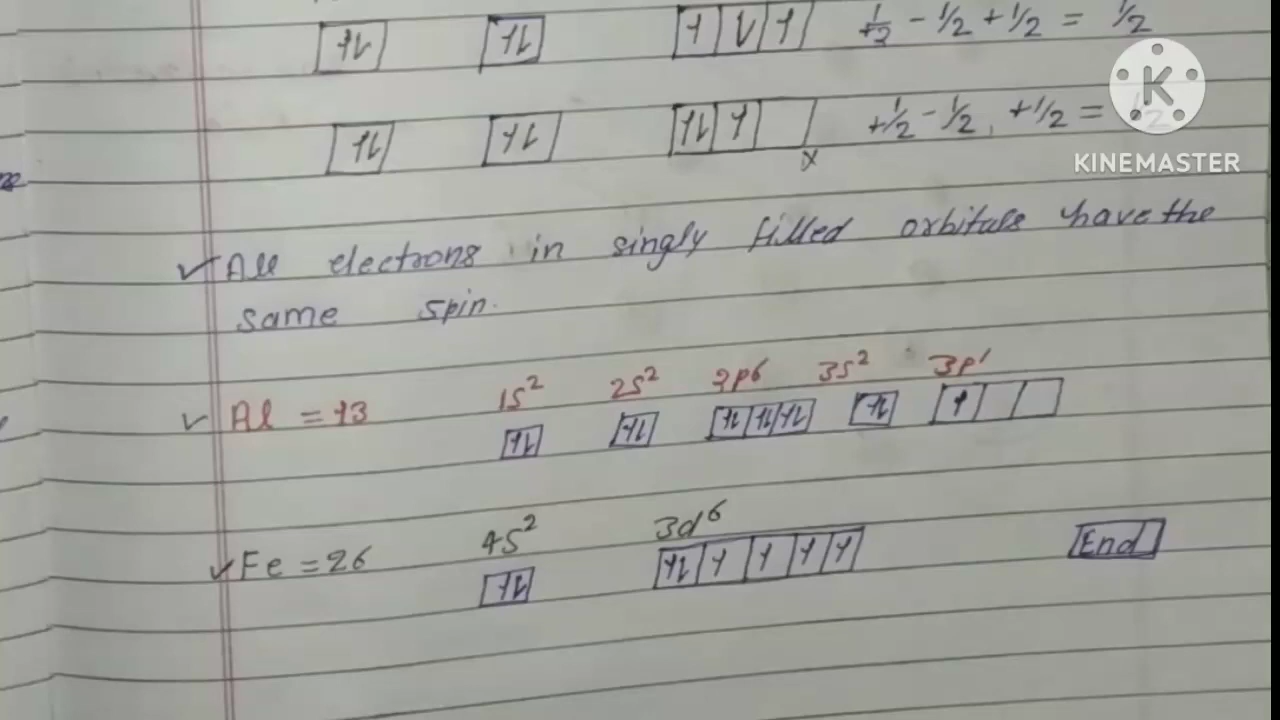 1/2 - 1/2 + 1/2 = 1/2
+1/2 - 1/2, +1/2 =
x
KINEMASTER
✓ All electrons in singly filled orbitals have the
same spin.
✓ Al = 13 1s² 2s² 2p⁶ 3s² 3p¹
✓ Fe = 26 4s² 3d⁶
End